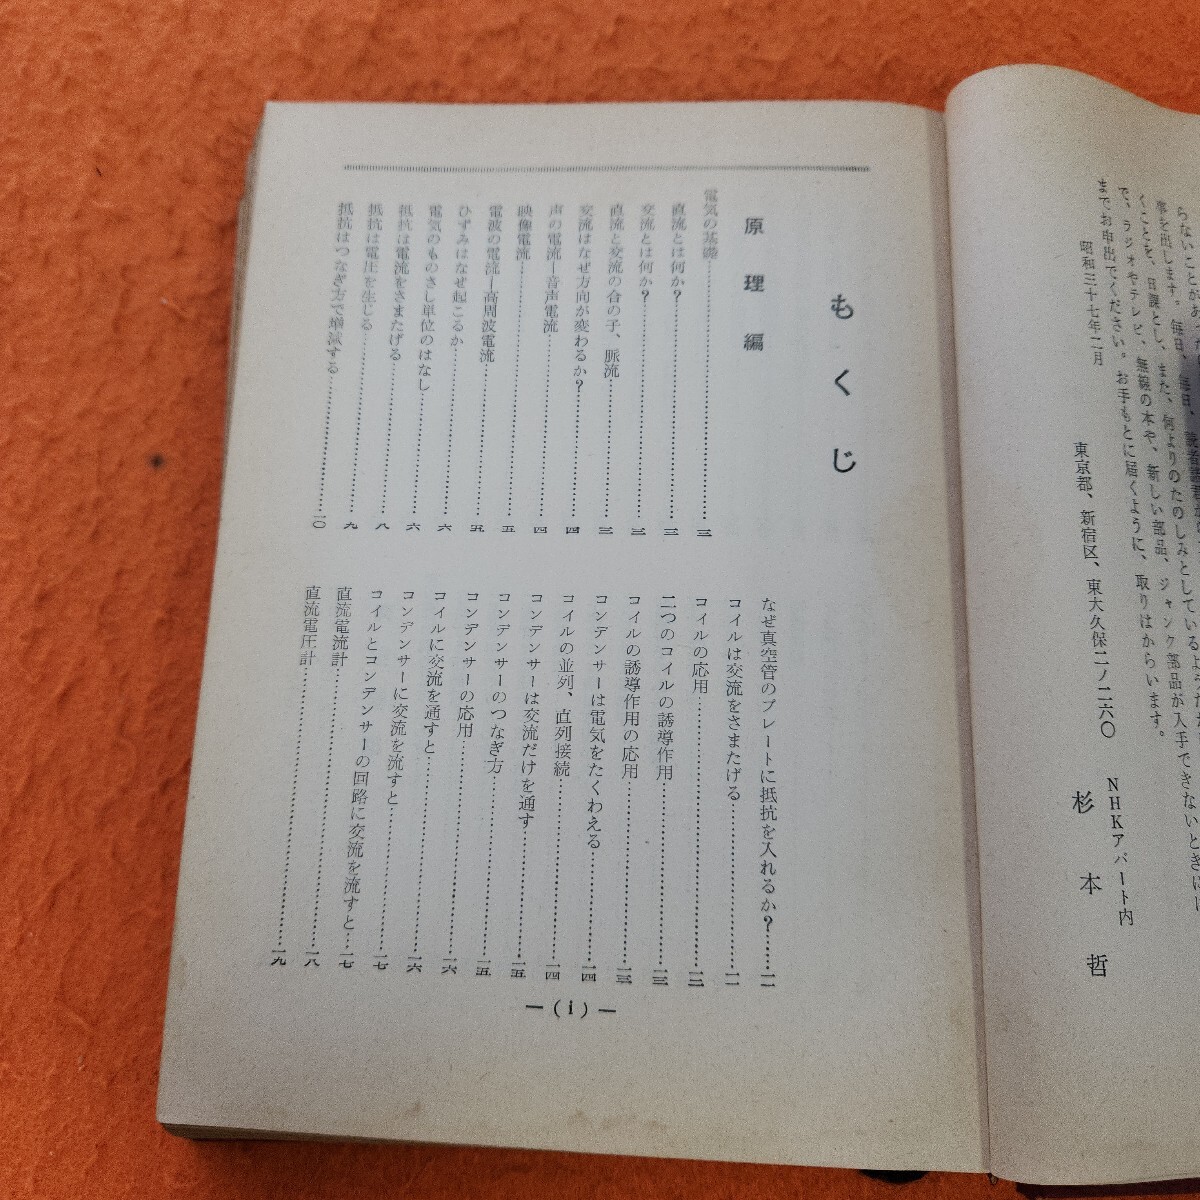 らないことがあ
事を出します。毎日、毎日、
くにことを、日課とし、また、何よりのたのしみとしている
で、ラジオやテレビ、無線の本や、新しい部品、ジャンク部品が入手できないときには
までお申出でください。お手もとに届くように、取りはからいます。
昭和三十七年二月
東京都、新宿区、東大久保二ノ二六〇 NHKアパート内
杉本哲
もくじ
原理編
電気の基礎…………三
直流とは何か？…………三
交流とは何か？…………三
直流と交流の合の子、脈流…………三
交流はなぜ方向が変わるか？…………四
声の電流―音声電流…………四
映像電流…………五
電波の電流―高周波電流…………五
ひずみはなぜ起こるか…………六
電気のものさし単位のはなし…………六
抵抗は電流をさまたげる…………八
抵抗は電圧を生じる…………九
抵抗はつなぎ方で増減する…………一〇
なぜ真空管のプレートに抵抗を入れるか？……一一
コイルは交流をさまたげる…………一一
コイルの応用…………一二
二つのコイルの誘導作用…………一三
コイルの誘導作用の応用…………一三
コンデンサーは電気をたくわえる…………一四
コイルの並列、直列接続…………一四
コンデンサーは交流だけを通す…………一五
コンデンサーのつなぎ方…………一五
コンデンサーの応用…………一六
コイルに交流を通すと…………一六
コンデンサーに交流を流すと…………一七
コイルとコンデンサーの回路に交流を流すと……一七
直流電流計…………一八
直流電圧計…………一九
―(i)―